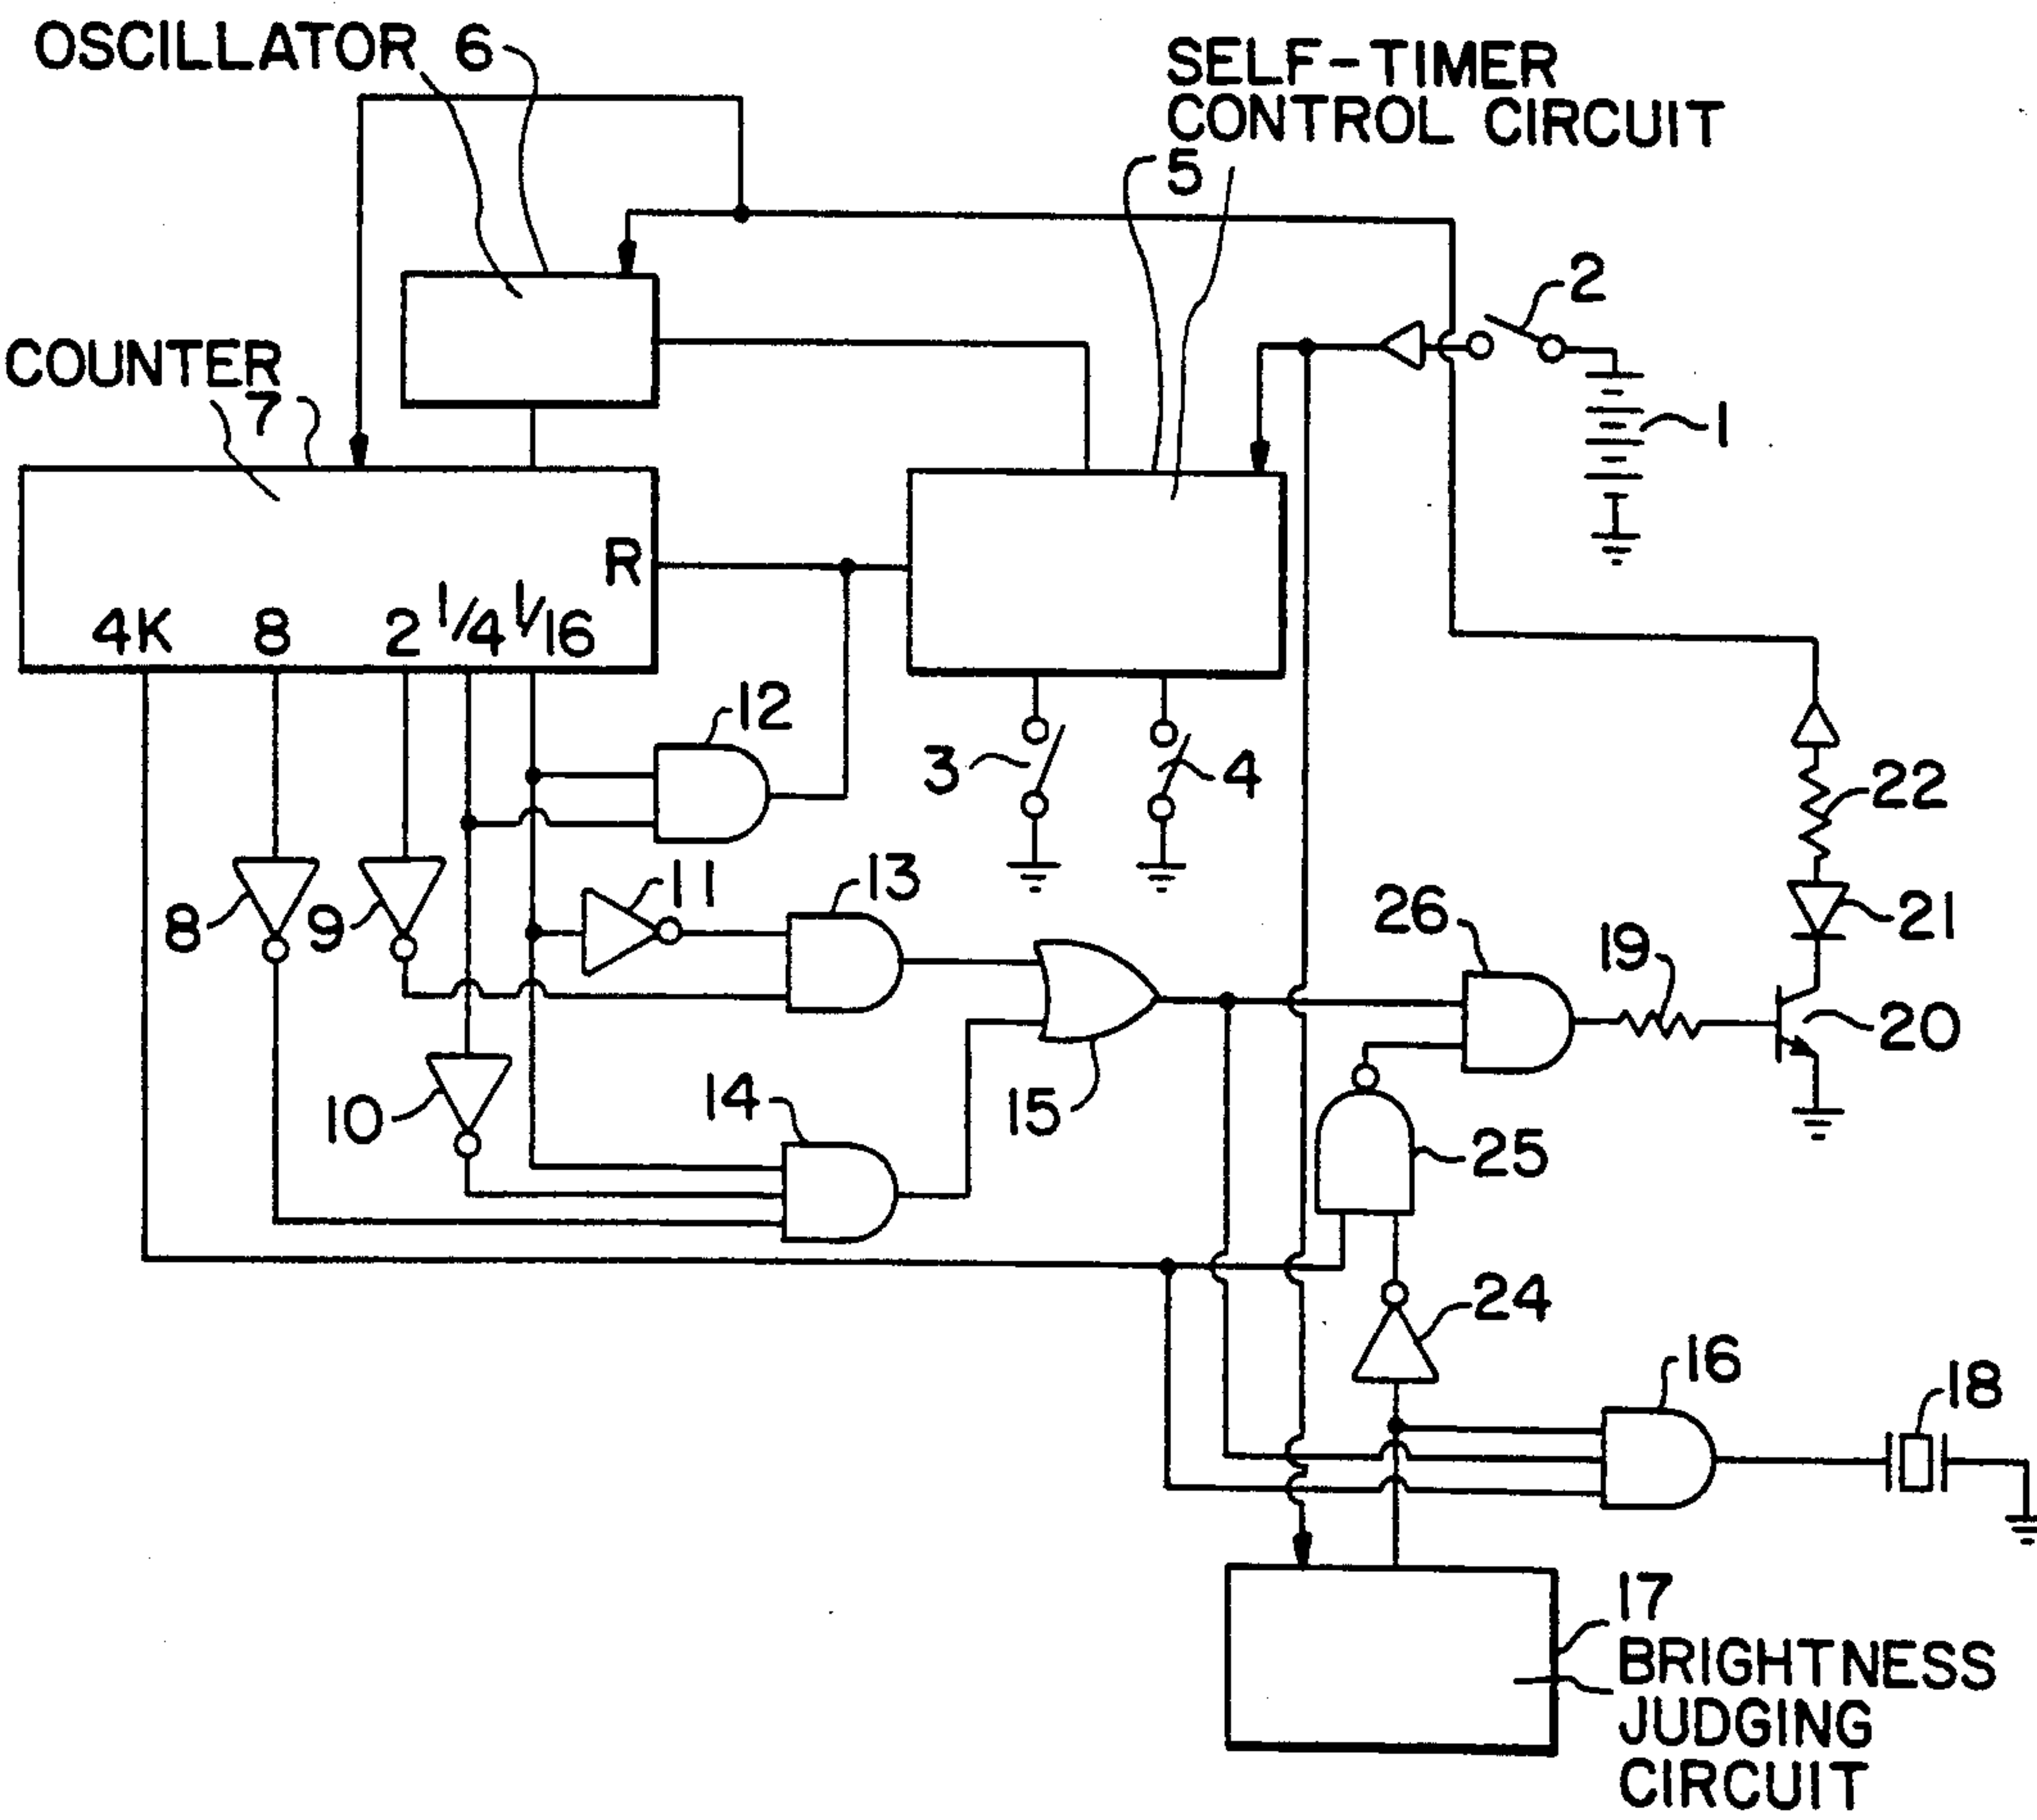 OSCILLATOR 6
SELF-TIMER
CONTROL CIRCUIT
5
2
COUNTER
7
1
R
4K 8 2 1/4 1/16
12
3
4
22
8
9
11
13
26
19
21
20
10
14
15
25
24
16
18
17
BRIGHTNESS
JUDGING
CIRCUIT